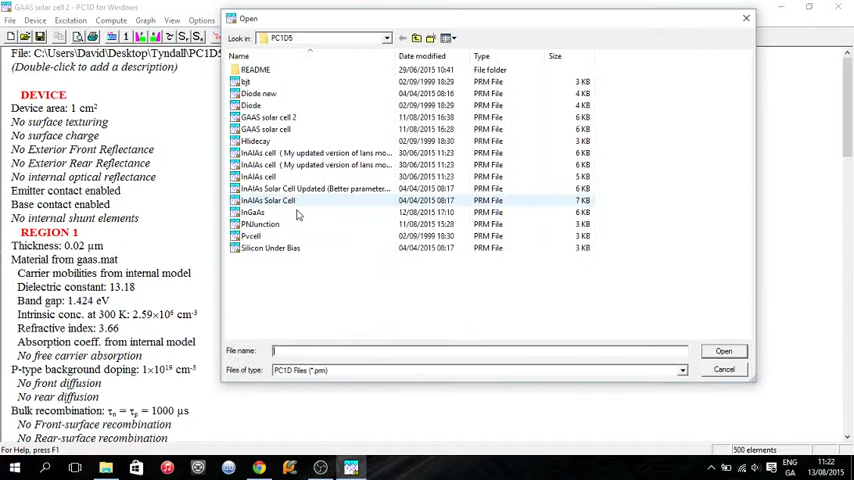 GAAS solar cell 2 - PC1D for Windows
File Device Excitation Compute Graph View Options
File: C:\Users\David\Desktop\Tyndall\PC1D5
(Double-click to add a description)
DEVICE
Device area: 1 cm²
No surface texturing
No surface charge
No Exterior Front Reflectance
No Exterior Rear Reflectance
No internal optical reflectance
Emitter contact enabled
Base contact enabled
No internal shunt elements
REGION 1
Thickness: 0.02 µm
Material from gaas.mat
Carrier mobilities from internal model
Dielectric constant: 13.18
Band gap: 1.424 eV
Intrinsic conc. at 300 K: 2.59×10⁶ cm⁻³
Refractive index: 3.66
Absorption coeff. from internal model
No free carrier absorption
P-type background doping: 1×10¹⁹ cm⁻³
No front diffusion
No rear diffusion
Bulk recombination: τn = τp = 1000 µs
No Front-surface recombination
No Rear-surface recombination
For Help, press F1
500 elements
Open
Look in: PC1D5
Name Date modified Type Size
README 29/06/2015 10:41 File folder
bjt 02/09/1999 18:29 PRM File 3 KB
Diode new 04/04/2015 08:16 PRM File 4 KB
Diode 02/09/1999 18:29 PRM File 4 KB
GAAS solar cell 2 11/08/2015 16:38 PRM File 6 KB
GAAS solar cell 11/08/2015 16:28 PRM File 6 KB
HIidecay 02/09/1999 18:29 PRM File 3 KB
InAlAs cell ( My updated version of Ians mo... 30/06/2015 11:23 PRM File 6 KB
InAlAs cell ( My updated version of Ians mo... 30/06/2015 11:23 PRM File 6 KB
InAlAs cell 30/06/2015 11:23 PRM File 5 KB
InAlAs Solar Cell Updated (Better parameter... 04/04/2015 08:17 PRM File 6 KB
InAlAs Solar Cell 04/04/2015 08:17 PRM File 7 KB
InGaAs 12/08/2015 17:10 PRM File 6 KB
PNJunction 11/08/2015 15:28 PRM File 3 KB
Pvcell 02/09/1999 18:30 PRM File 3 KB
Silicon Under Bias 04/04/2015 08:17 PRM File 3 KB
File name: Open
Files of type: PC1D Files (*.prm) Cancel
ENG
GA
11:22
13/08/2015